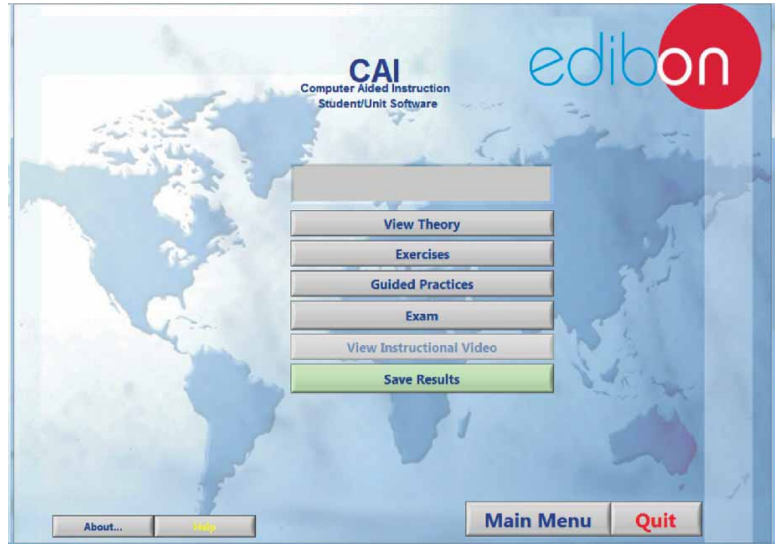 CAI
Computer Aided Instruction
Student/Unit Software
edibon
View Theory
Exercises
Guided Practices
Exam
View Instructional Video
Save Results
About...
Help
Main Menu
Quit